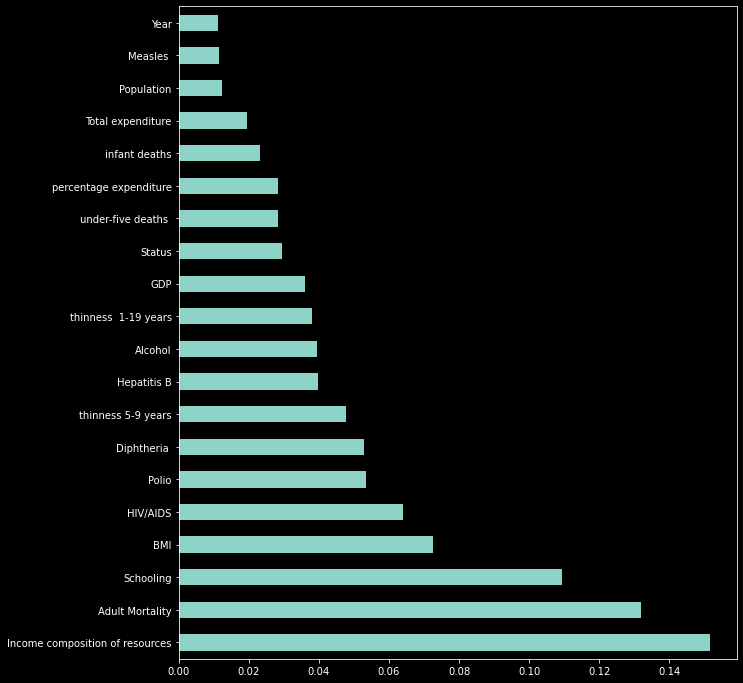 Year
Measles
Population
Total expenditure
infant deaths
percentage expenditure
under-five deaths
Status
GDP
thinness  1-19 years
Alcohol
Hepatitis B
thinness 5-9 years
Diphtheria
Polio
HIV/AIDS
BMI
Schooling
Adult Mortality
Income composition of resources
0.00 0.02 0.04 0.06 0.08 0.10 0.12 0.14